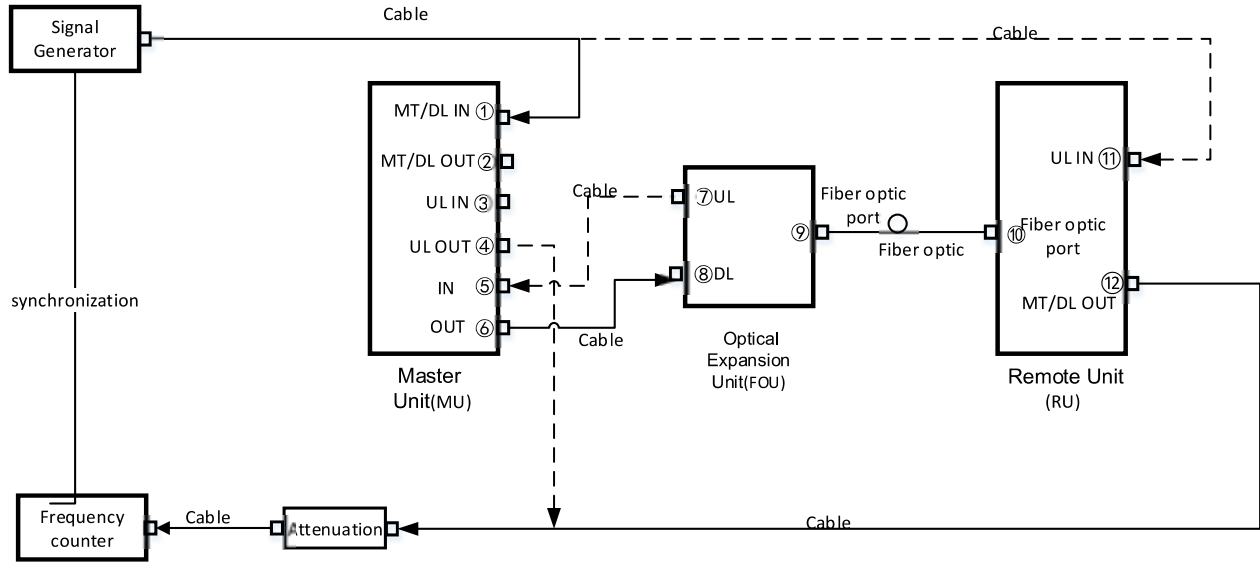 Cable
Signal
Generator
Cable
MT/DL IN ①
MT/DL OUT ②
UL IN ③
UL OUT ④
IN ⑤
OUT ⑥
Master
Unit(MU)
Cable
Cable
⑦UL
⑧DL
⑨
Optical
Expansion
Unit(FOU)
Fiber optic
port
Fiber optic
UL IN ⑪
⑩
Fiber optic
port
⑫
MT/DL OUT
Remote Unit
(RU)
synchronization
Frequency
counter
Cable
Attenuation
Cable